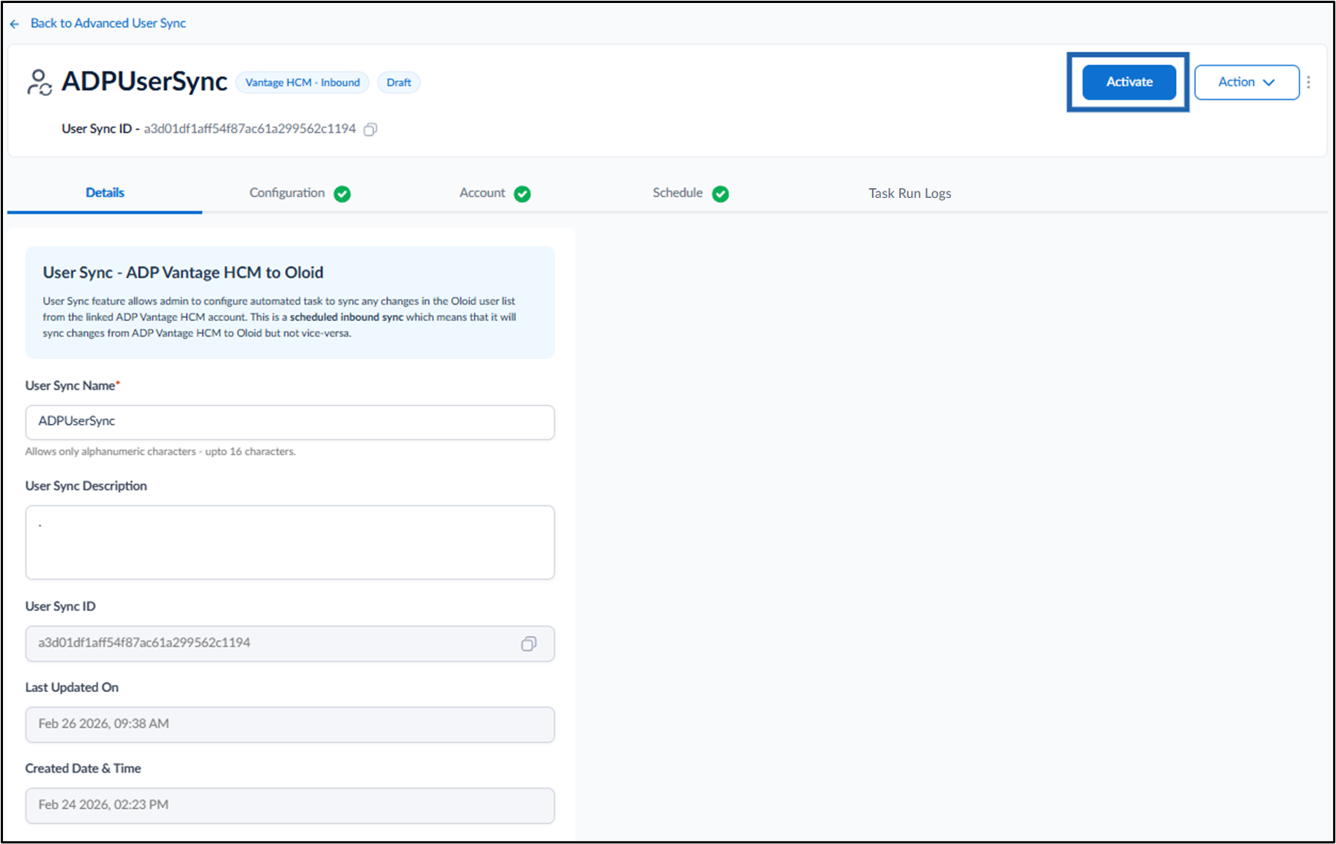 Back to Advanced User Sync
ADPUserSync Vantage HCM - Inbound Draft Activate Action
User Sync ID - a3d01df1aff54f87ac61a299562c1194
Details Configuration Account Schedule Task Run Logs
User Sync - ADP Vantage HCM to Oloid
User Sync feature allows admin to configure automated task to sync any changes in the Oloid user list
from the linked ADP Vantage HCM account. This is a scheduled inbound sync which means that it will
sync changes from ADP Vantage HCM to Oloid but not vice-versa.
User Sync Name*
ADPUserSync
Allows only alphanumeric characters - upto 16 characters.
User Sync Description
.
User Sync ID
a3d01df1aff54f87ac61a299562c1194
Last Updated On
Feb 26 2026, 09:38 AM
Created Date & Time
Feb 24 2026, 02:23 PM